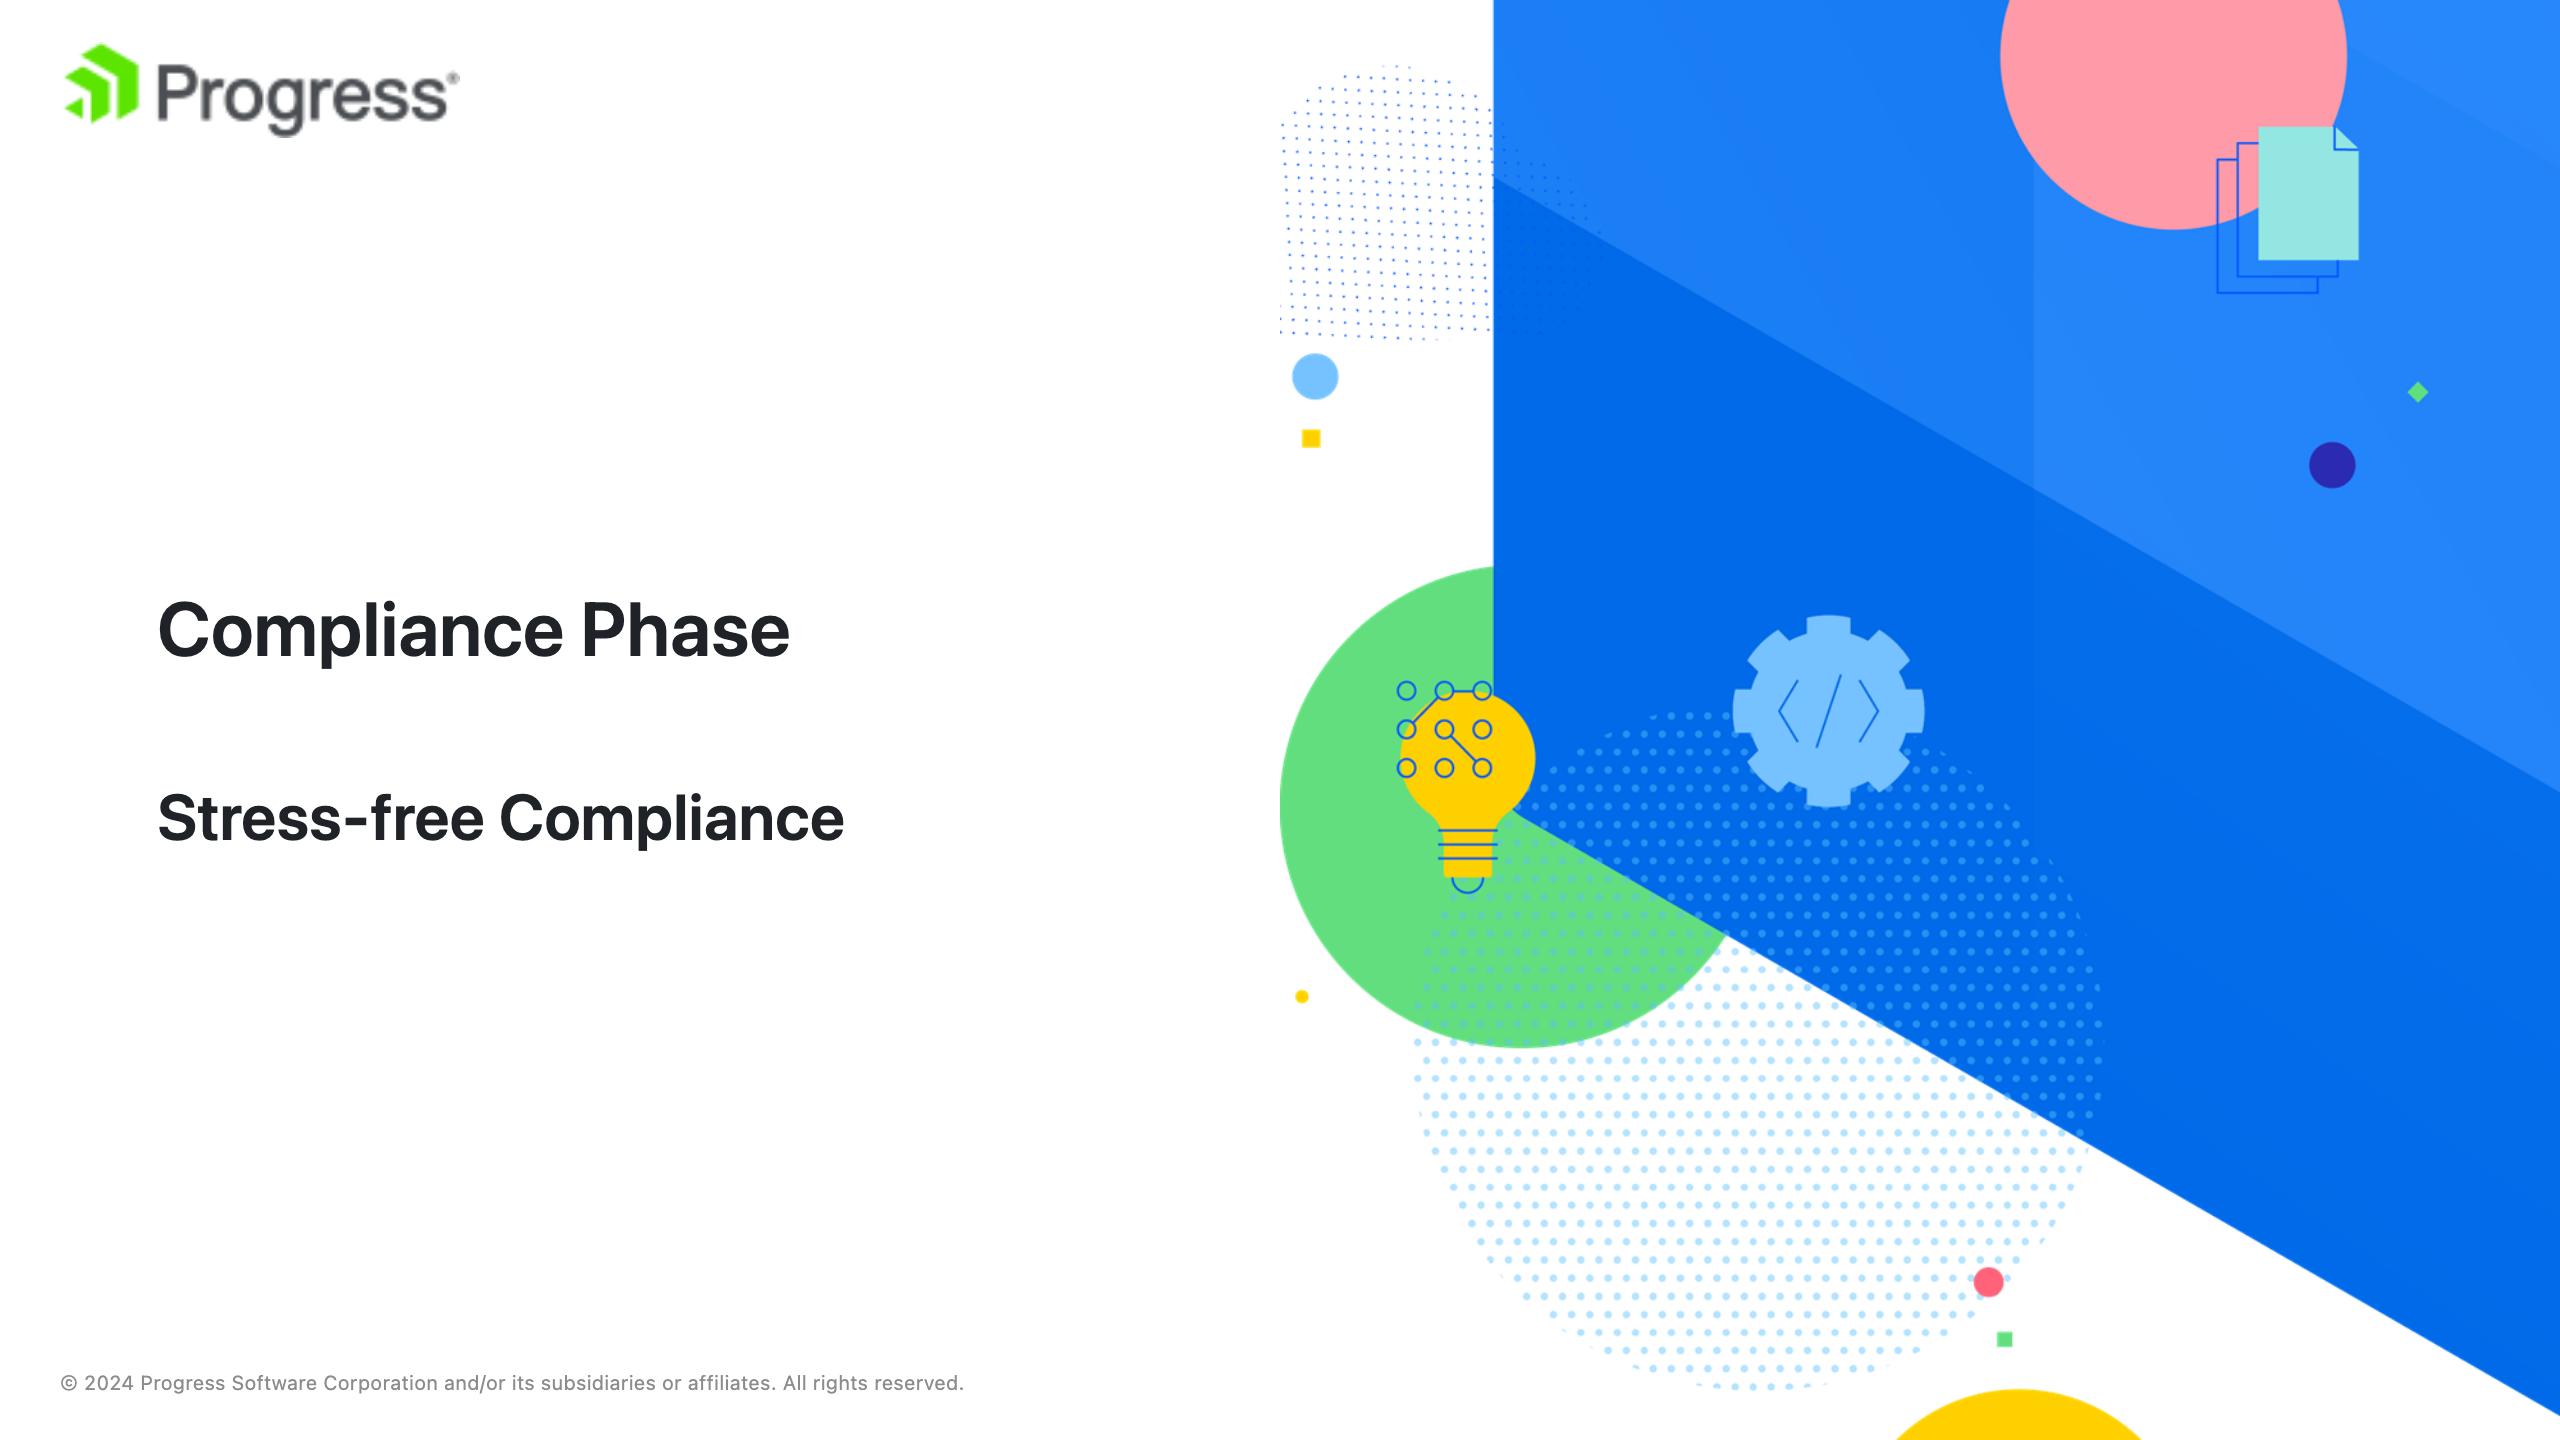 Progress®
Compliance Phase
Stress-free Compliance
© 2024 Progress Software Corporation and/or its subsidiaries or affiliates. All rights reserved.